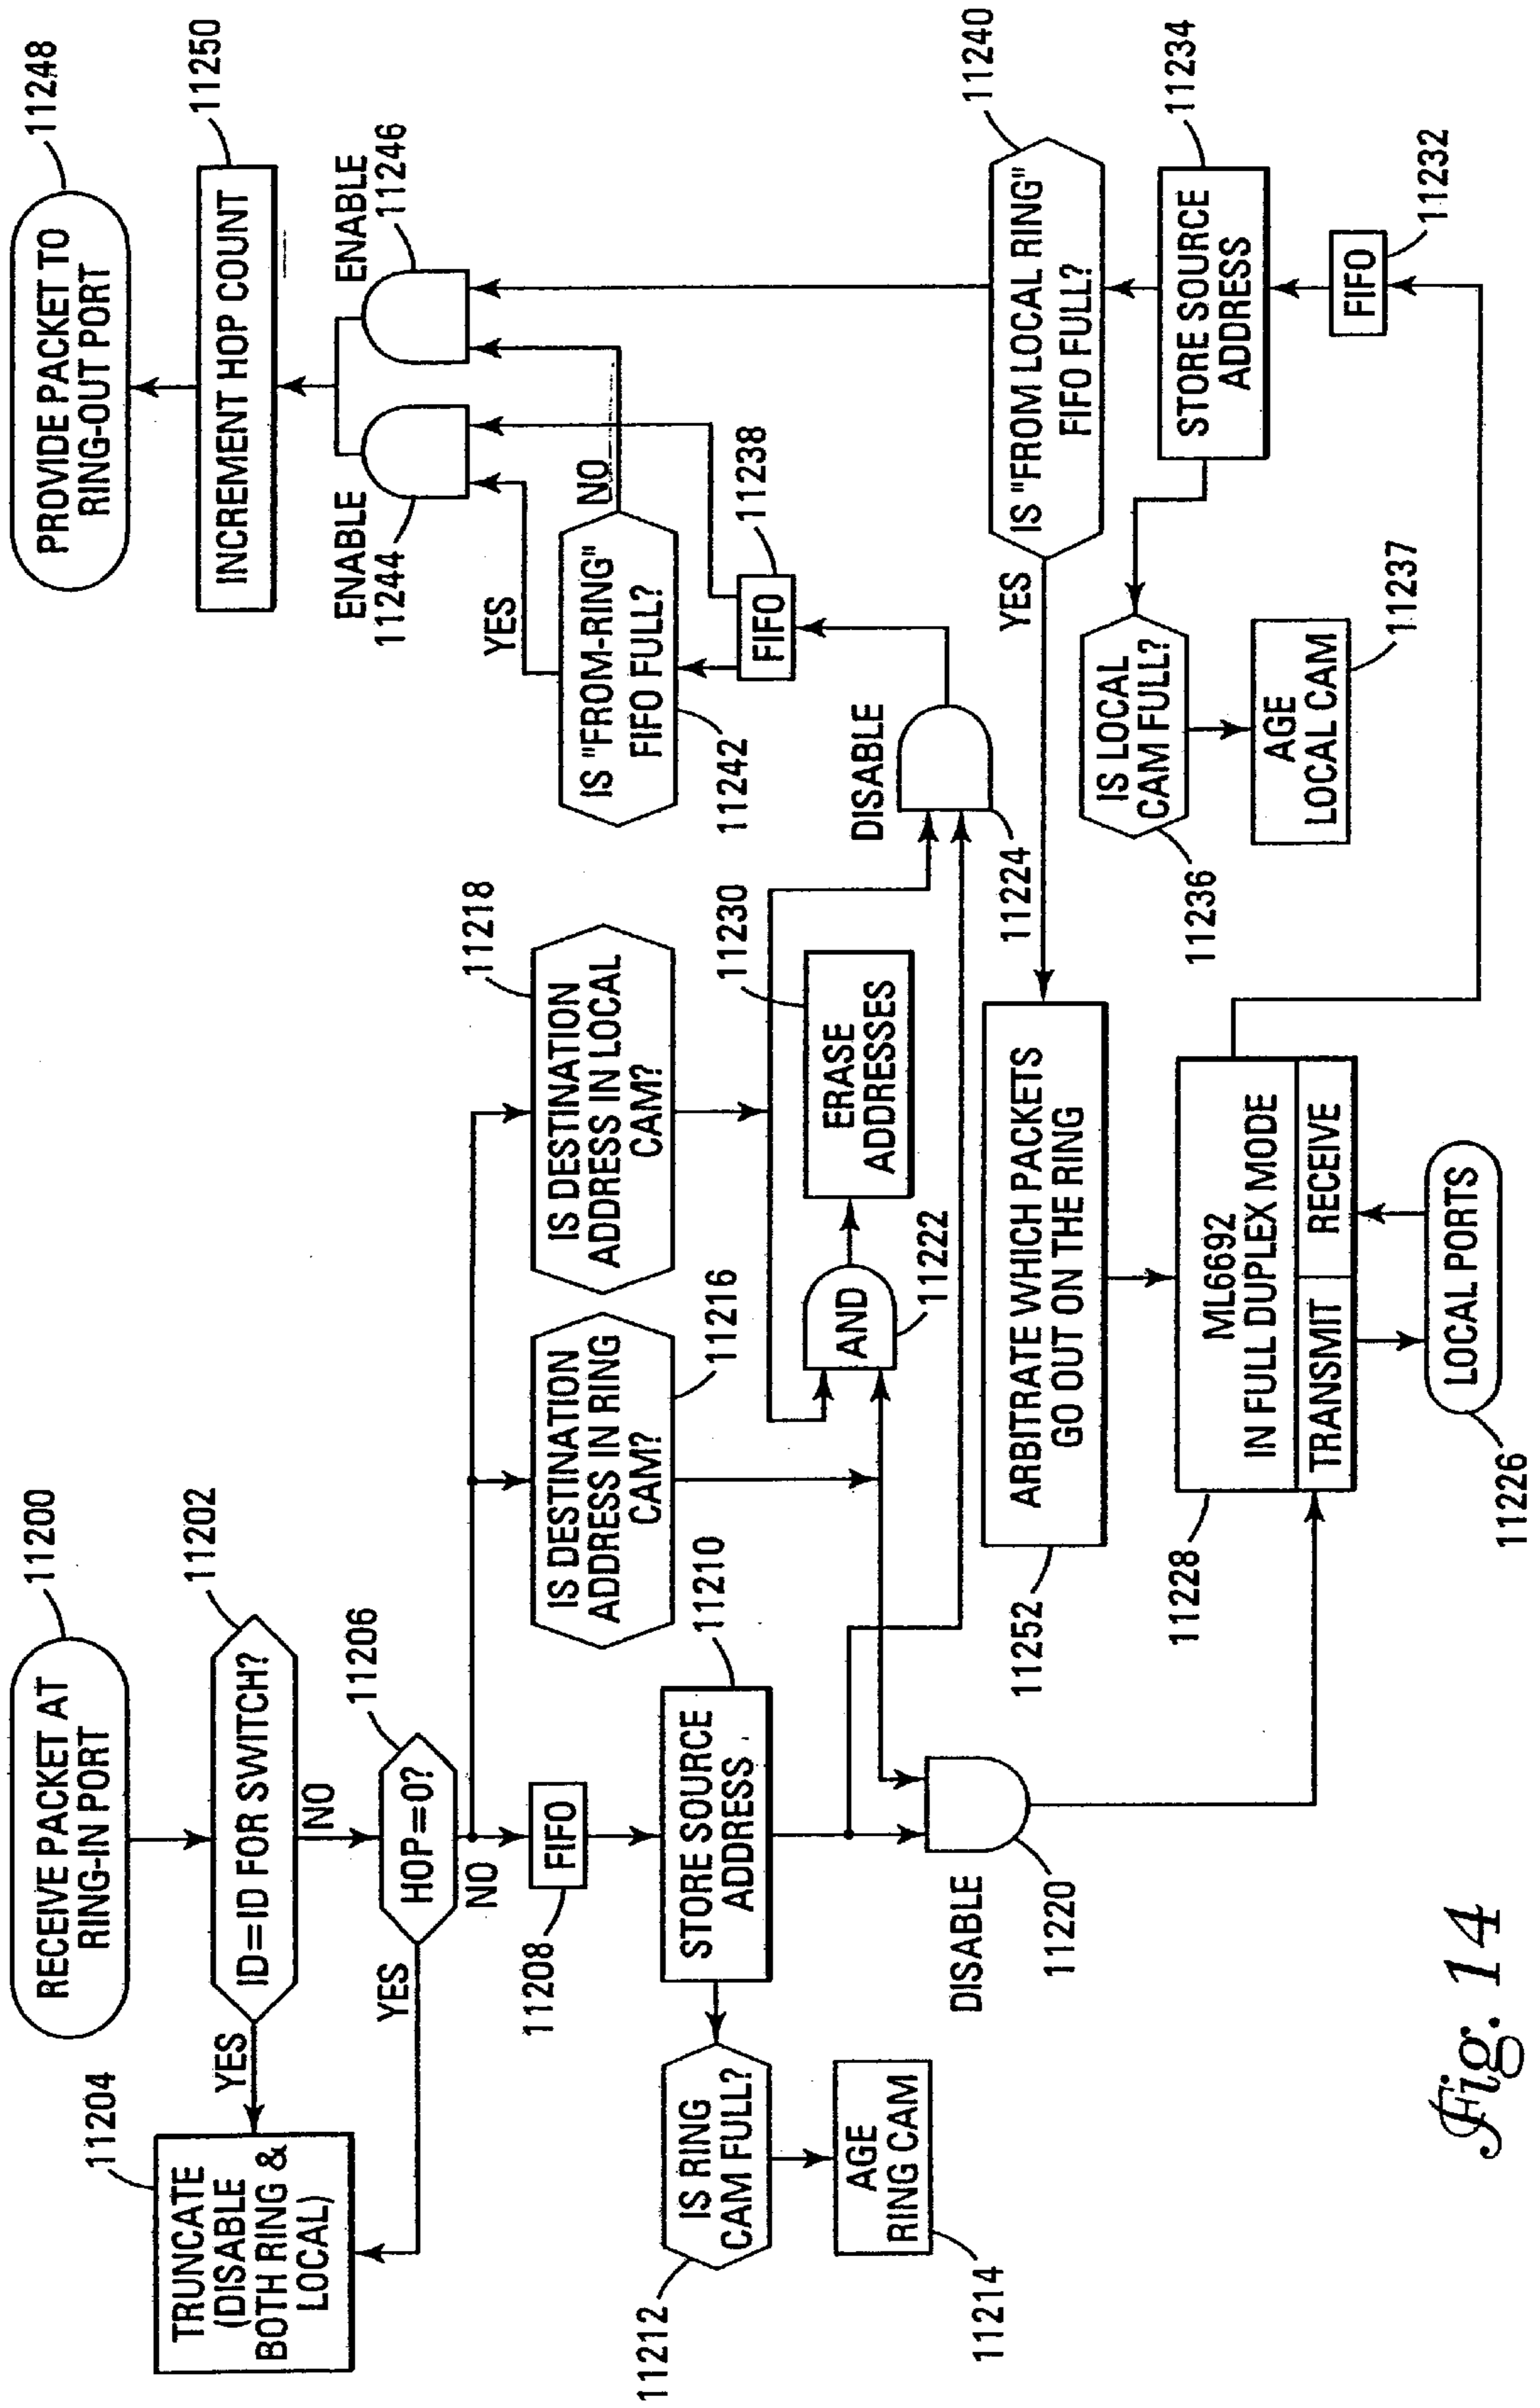 RECEIVE PACKET AT
RING-IN PORT
11200
ID=ID FOR SWITCH?
11202
YES
NO
TRUNCATE
(DISABLE
BOTH RING &
LOCAL)
11204
HOP=0?
11206
YES
NO
FIFO
11208
STORE SOURCE
ADDRESS
11210
IS RING
CAM FULL?
11212
AGE
RING CAM
11214
IS DESTINATION
ADDRESS IN RING
CAM?
11216
IS DESTINATION
ADDRESS IN LOCAL
CAM?
11218
DISABLE
11220
AND
11222
ERASE
ADDRESSES
11230
DISABLE
11224
ARBITRATE WHICH PACKETS
GO OUT ON THE RING
11252
ML6692
IN FULL DUPLEX MODE
TRANSMIT
RECEIVE
11228
LOCAL PORTS
11226
PROVIDE PACKET TO
RING-OUT PORT
11248
INCREMENT HOP COUNT
11250
ENABLE
11244
ENABLE
11246
YES
NO
IS "FROM-RING"
FIFO FULL?
11242
FIFO
11238
IS "FROM LOCAL RING"
FIFO FULL?
11240
YES
STORE SOURCE
ADDRESS
11234
FIFO
11232
IS LOCAL
CAM FULL?
11236
AGE
LOCAL CAM
11237
Fig. 14